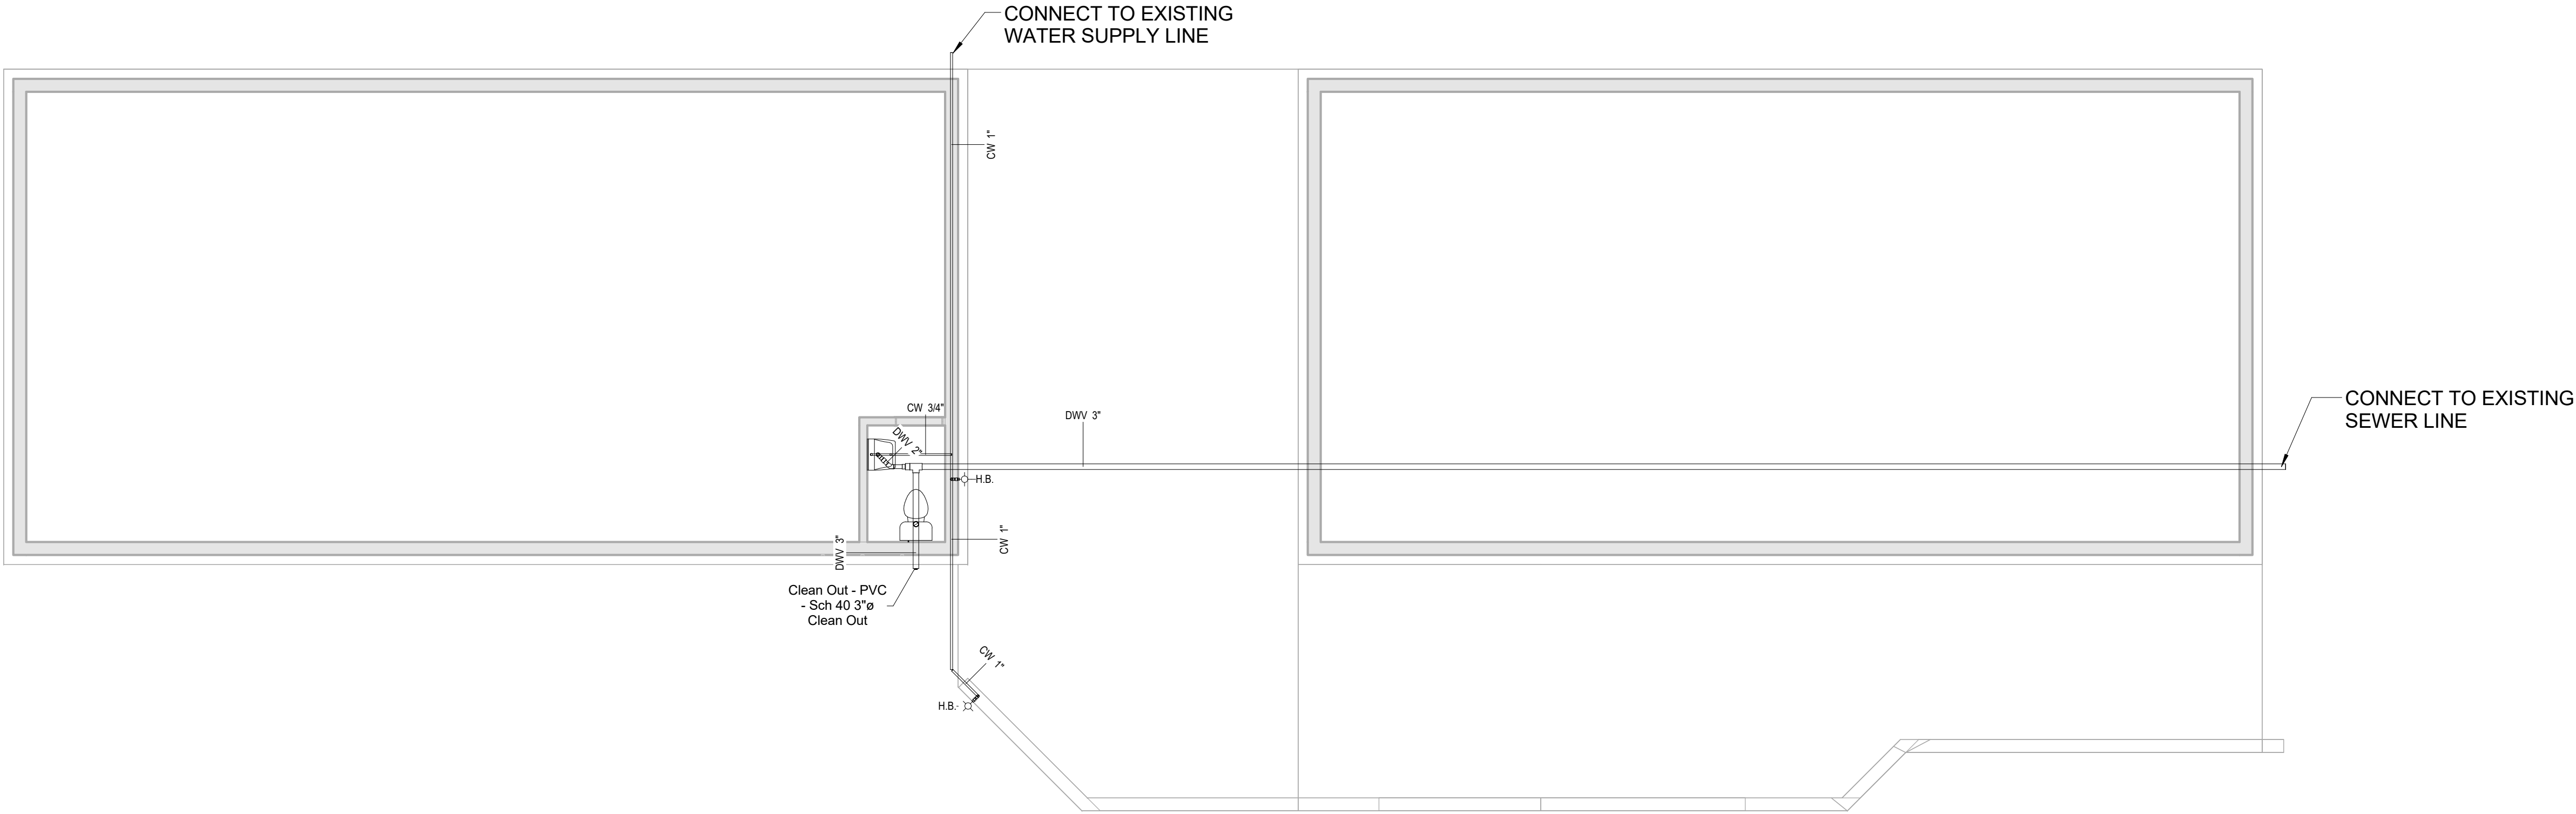 CONNECT TO EXISTING
WATER SUPPLY LINE
CW 1"
CW 3/4"
DWV 3"
CONNECT TO EXISTING
SEWER LINE
DWV 2"
H.B.
CW 1"
DWV 3"
Clean Out - PVC
- Sch 40 3"ø
Clean Out
CW 1"
H.B.